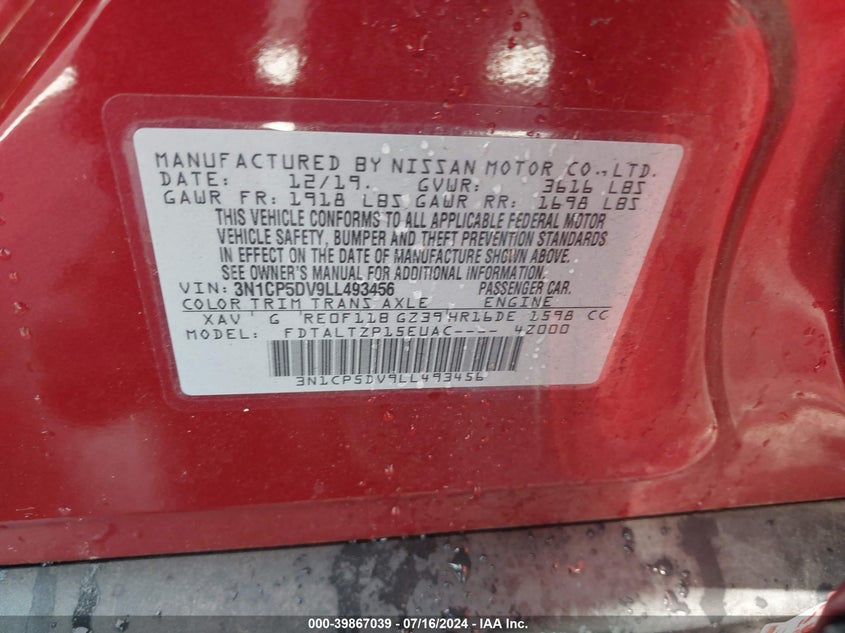 MANUFACTURED BY NISSAN MOTOR CO.,LTD.
DATE: 12/19. GVWR: 3616 LBS
GAWR FR: 1918 LBS GAWR RR: 1698 LBS
THIS VEHICLE CONFORMS TO ALL APPLICABLE FEDERAL MOTOR
VEHICLE SAFETY, BUMPER AND THEFT PREVENTION STANDARDS
IN EFFECT ON THE DATE OF MANUFACTURE SHOWN ABOVE.
SEE OWNER'S MANUAL FOR ADDITIONAL INFORMATION.
VIN: 3N1CP5DV9LL493456 PASSENGER CAR.
COLOR TRIM TRANS AXLE ENGINE
XAV G RE0F11B GZ39 HR16DE 1598 CC
MODEL: FDTALTZP15EUAC---- 4Z000
3N1CP5DV9LL493456
000-39867039 - 07/16/2024 - IAA Inc.